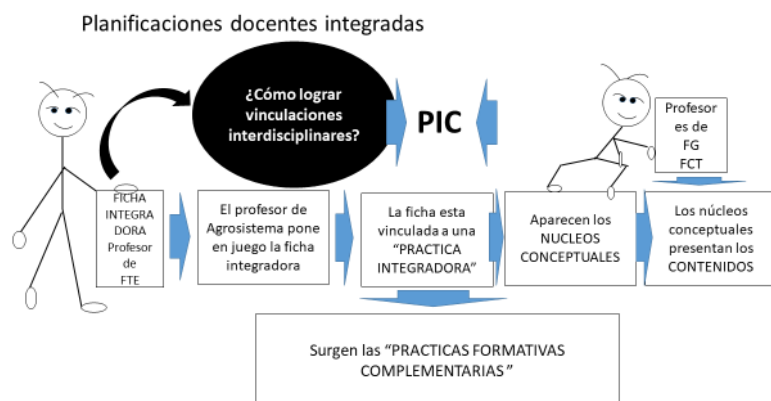 Planificaciones docentes integradas
¿Cómo lograr
vinculaciones
interdisciplinares?
PIC
Profesor
es de
FG
FCT
FICHA
INTEGRA
DORA
Profesor
de
FTE
El profesor de
Agrosistema pone
en juego la ficha
integradora
La ficha esta
vinculada a una
“PRACTICA
INTEGRADORA”
Aparecen los
NUCLEOS
CONCEPTUALES
Los núcleos
conceptuales
presentan los
CONTENIDOS
Surgen las “PRACTICAS FORMATIVAS
COMPLEMENTARIAS”